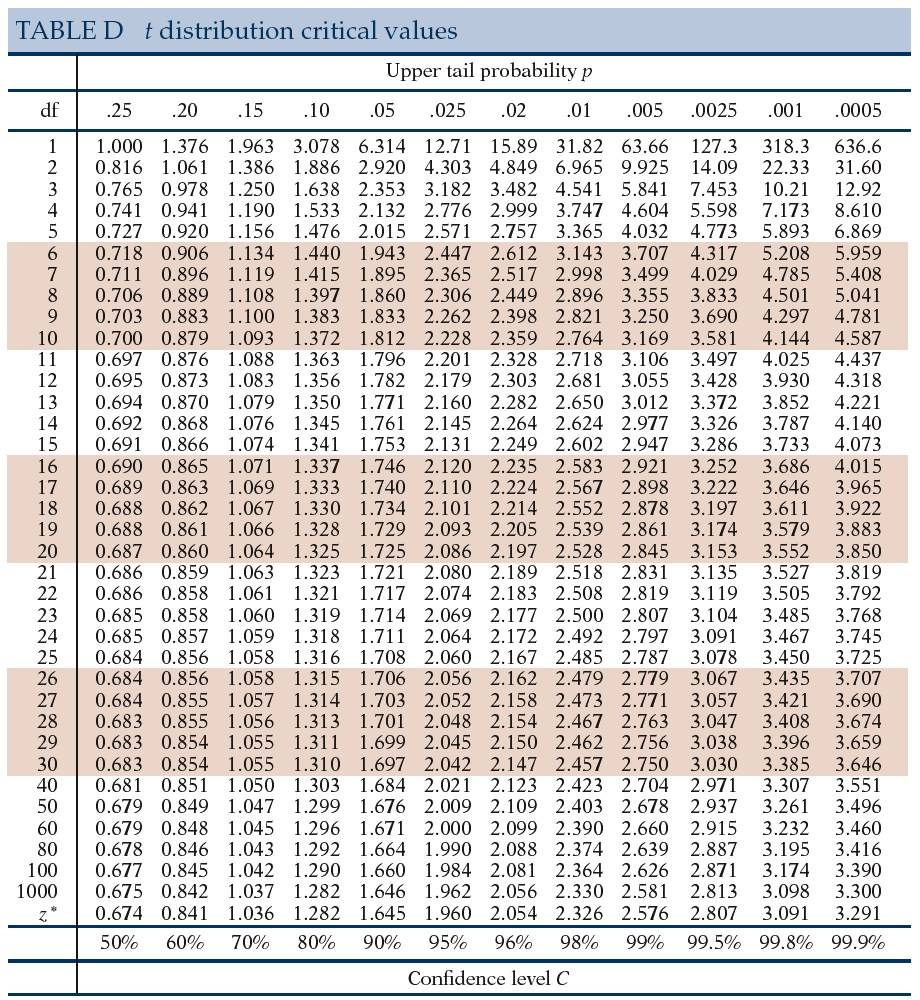 TABLE D t distribution critical values
Upper tail probability p
df .25 .20 .15 .10 .05 .025 .02 .01 .005 .0025 .001 .0005
1 1.000 1.376 1.963 3.078 6.314 12.71 15.89 31.82 63.66 127.3 318.3 636.6
2 0.816 1.061 1.386 1.886 2.920 4.303 4.849 6.965 9.925 14.09 22.33 31.60
3 0.765 0.978 1.250 1.638 2.353 3.182 3.482 4.541 5.841 7.453 10.21 12.92
4 0.741 0.941 1.190 1.533 2.132 2.776 2.999 3.747 4.604 5.598 7.173 8.610
5 0.727 0.920 1.156 1.476 2.015 2.571 2.757 3.365 4.032 4.773 5.893 6.869
6 0.718 0.906 1.134 1.440 1.943 2.447 2.612 3.143 3.707 4.317 5.208 5.959
7 0.711 0.896 1.119 1.415 1.895 2.365 2.517 2.998 3.499 4.029 4.785 5.408
8 0.706 0.889 1.108 1.397 1.860 2.306 2.449 2.896 3.355 3.833 4.501 5.041
9 0.703 0.883 1.100 1.383 1.833 2.262 2.398 2.821 3.250 3.690 4.297 4.781
10 0.700 0.879 1.093 1.372 1.812 2.228 2.359 2.764 3.169 3.581 4.144 4.587
11 0.697 0.876 1.088 1.363 1.796 2.201 2.328 2.718 3.106 3.497 4.025 4.437
12 0.695 0.873 1.083 1.356 1.782 2.179 2.303 2.681 3.055 3.428 3.930 4.318
13 0.694 0.870 1.079 1.350 1.771 2.160 2.282 2.650 3.012 3.372 3.852 4.221
14 0.692 0.868 1.076 1.345 1.761 2.145 2.264 2.624 2.977 3.326 3.787 4.140
15 0.691 0.866 1.074 1.341 1.753 2.131 2.249 2.602 2.947 3.286 3.733 4.073
16 0.690 0.865 1.071 1.337 1.746 2.120 2.235 2.583 2.921 3.252 3.686 4.015
17 0.689 0.863 1.069 1.333 1.740 2.110 2.224 2.567 2.898 3.222 3.646 3.965
18 0.688 0.862 1.067 1.330 1.734 2.101 2.214 2.552 2.878 3.197 3.611 3.922
19 0.688 0.861 1.066 1.328 1.729 2.093 2.205 2.539 2.861 3.174 3.579 3.883
20 0.687 0.860 1.064 1.325 1.725 2.086 2.197 2.528 2.845 3.153 3.552 3.850
21 0.686 0.859 1.063 1.323 1.721 2.080 2.189 2.518 2.831 3.135 3.527 3.819
22 0.686 0.858 1.061 1.321 1.717 2.074 2.183 2.508 2.819 3.119 3.505 3.792
23 0.685 0.858 1.060 1.319 1.714 2.069 2.177 2.500 2.807 3.104 3.485 3.768
24 0.685 0.857 1.059 1.318 1.711 2.064 2.172 2.492 2.797 3.091 3.467 3.745
25 0.684 0.856 1.058 1.316 1.708 2.060 2.167 2.485 2.787 3.078 3.450 3.725
26 0.684 0.856 1.058 1.315 1.706 2.056 2.162 2.479 2.779 3.067 3.435 3.707
27 0.684 0.855 1.057 1.314 1.703 2.052 2.158 2.473 2.771 3.057 3.421 3.690
28 0.683 0.855 1.056 1.313 1.701 2.048 2.154 2.467 2.763 3.047 3.408 3.674
29 0.683 0.854 1.055 1.311 1.699 2.045 2.150 2.462 2.756 3.038 3.396 3.659
30 0.683 0.854 1.055 1.310 1.697 2.042 2.147 2.457 2.750 3.030 3.385 3.646
40 0.681 0.851 1.050 1.303 1.684 2.021 2.123 2.423 2.704 2.971 3.307 3.551
50 0.679 0.849 1.047 1.299 1.676 2.009 2.109 2.403 2.678 2.937 3.261 3.496
60 0.679 0.848 1.045 1.296 1.671 2.000 2.099 2.390 2.660 2.915 3.232 3.460
80 0.678 0.846 1.043 1.292 1.664 1.990 2.088 2.374 2.639 2.887 3.195 3.416
100 0.677 0.845 1.042 1.290 1.660 1.984 2.081 2.364 2.626 2.871 3.174 3.390
1000 0.675 0.842 1.037 1.282 1.646 1.962 2.056 2.330 2.581 2.813 3.098 3.300
z* 0.674 0.841 1.036 1.282 1.645 1.960 2.054 2.326 2.576 2.807 3.091 3.291
50% 60% 70% 80% 90% 95% 96% 98% 99% 99.5% 99.8% 99.9%
Confidence level C